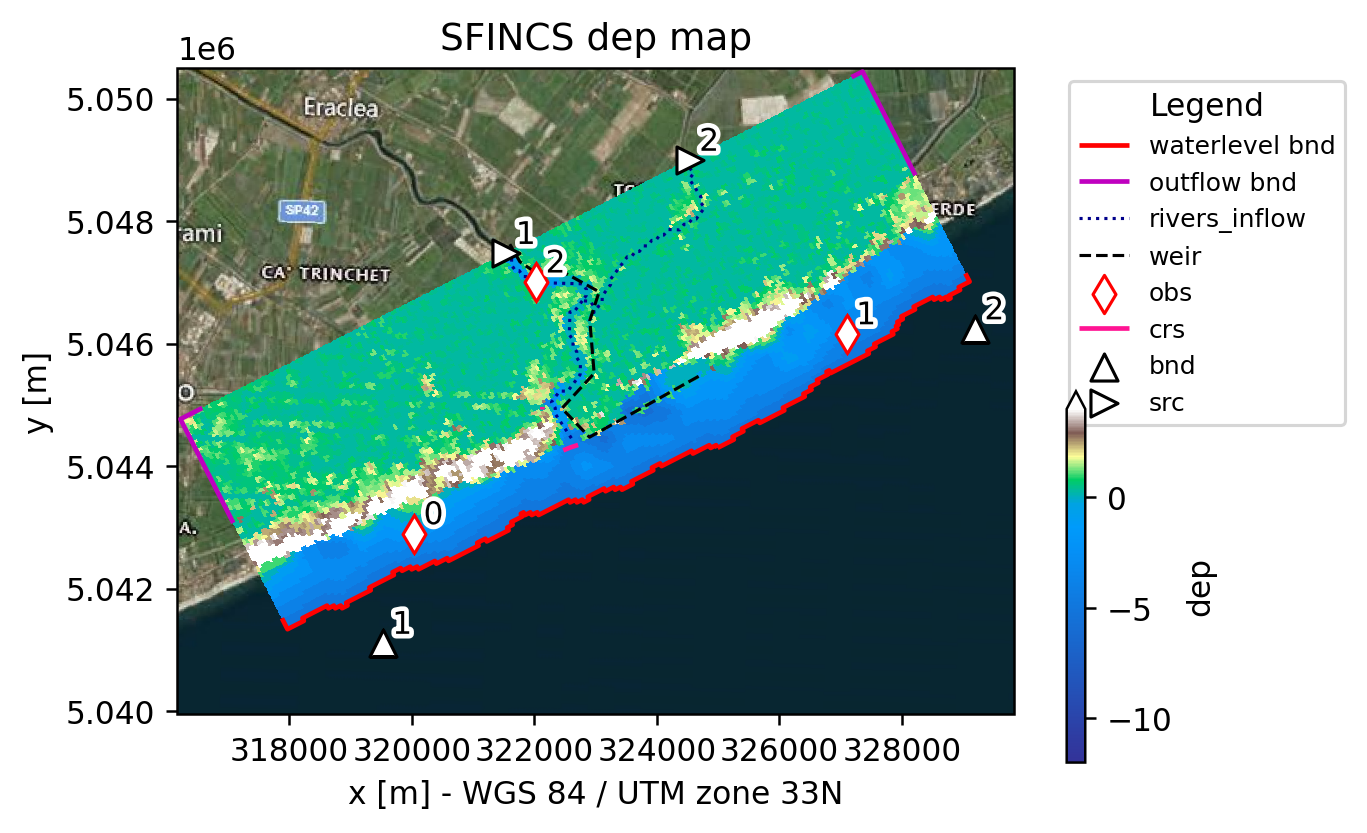 SFINCS dep map
1e6
5.050
5.048
5.046
5.044
5.042
5.040
y [m]
318000 320000 322000 324000 326000 328000
x [m] - WGS 84 / UTM zone 33N
Eraclea
SP42
rami
CA' TRINCHET
O
A.
ERDE
1
2
2
1
2
0
1
Legend
waterlevel bnd
outflow bnd
rivers_inflow
weir
obs
crs
bnd
src
0
−5
−10
dep